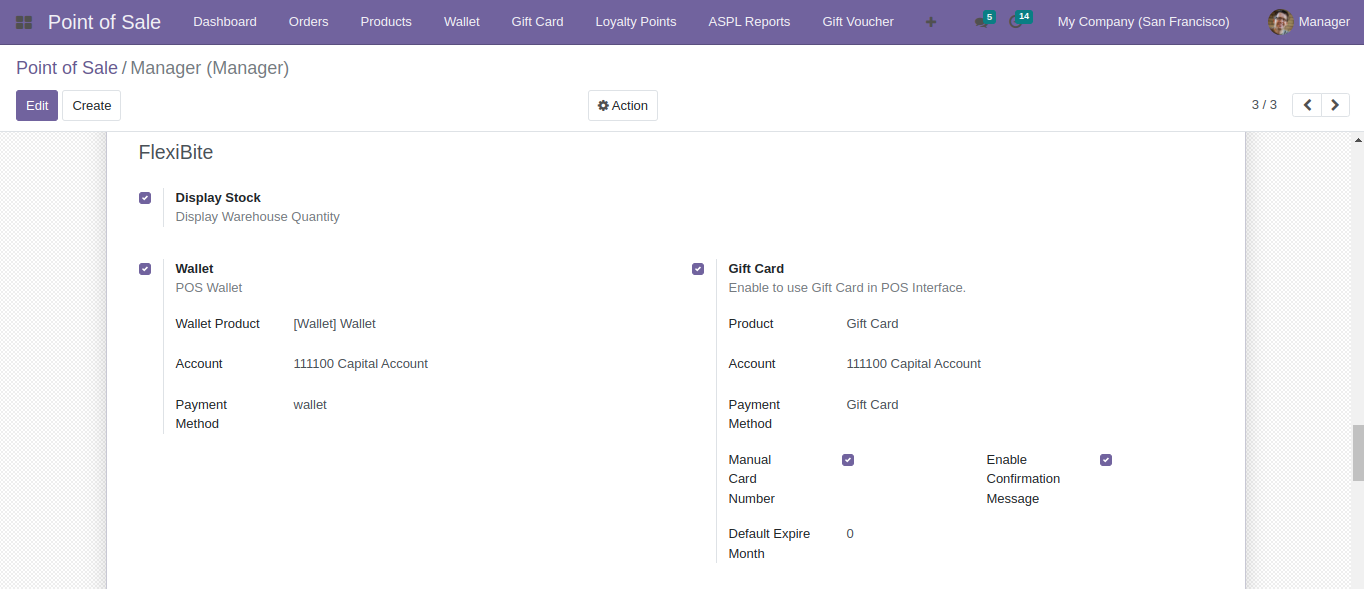 Point of Sale Dashboard Orders Products Wallet Gift Card Loyalty Points ASPL Reports Gift Voucher 5 14 My Company (San Francisco) Manager
Point of Sale / Manager (Manager)
Edit Create Action 3 / 3
FlexiBite
Display Stock
Display Warehouse Quantity
Wallet
POS Wallet
Wallet Product [Wallet] Wallet
Account 111100 Capital Account
Payment wallet
Method
Gift Card
Enable to use Gift Card in POS Interface.
Product Gift Card
Account 111100 Capital Account
Payment Gift Card
Method
Manual
Card
Number
Enable
Confirmation
Message
Default Expire 0
Month